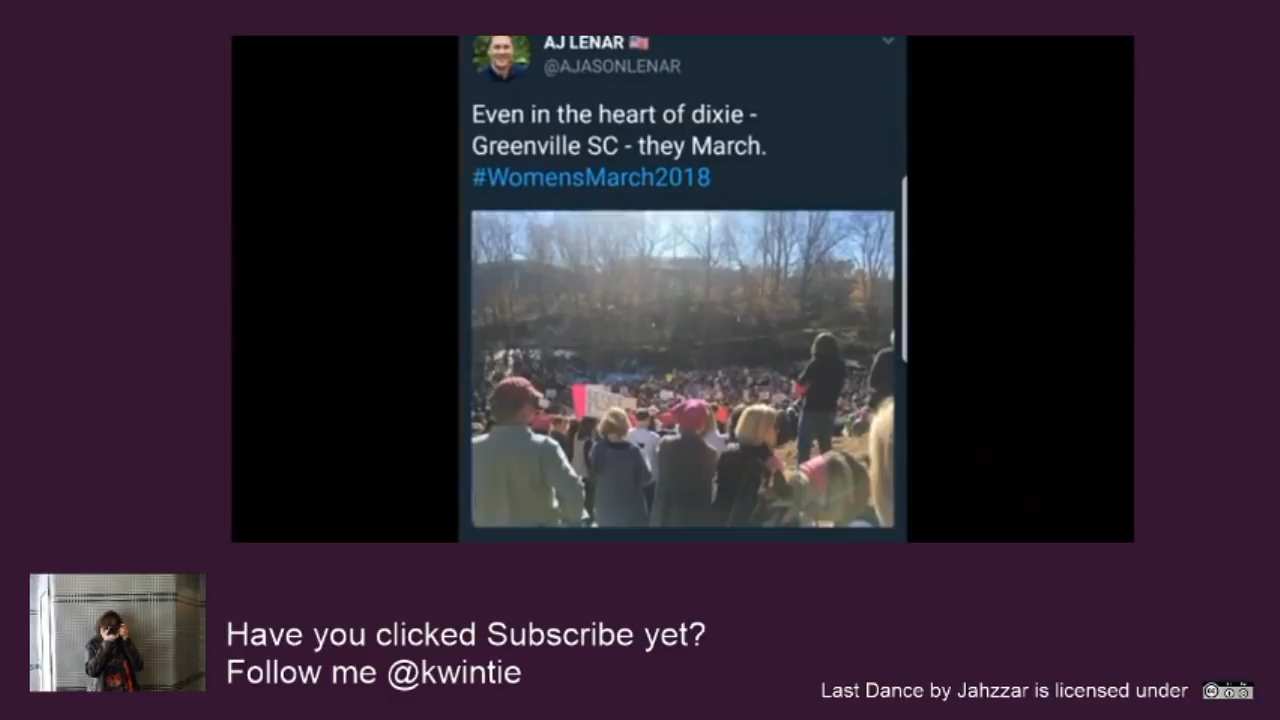 AJ LENAR 🇺🇸
@AJASONLENAR
Even in the heart of dixie -
Greenville SC - they March.
#WomensMarch2018
Have you clicked Subscribe yet?
Follow me @kwintie
Last Dance by Jahzzar is licensed under